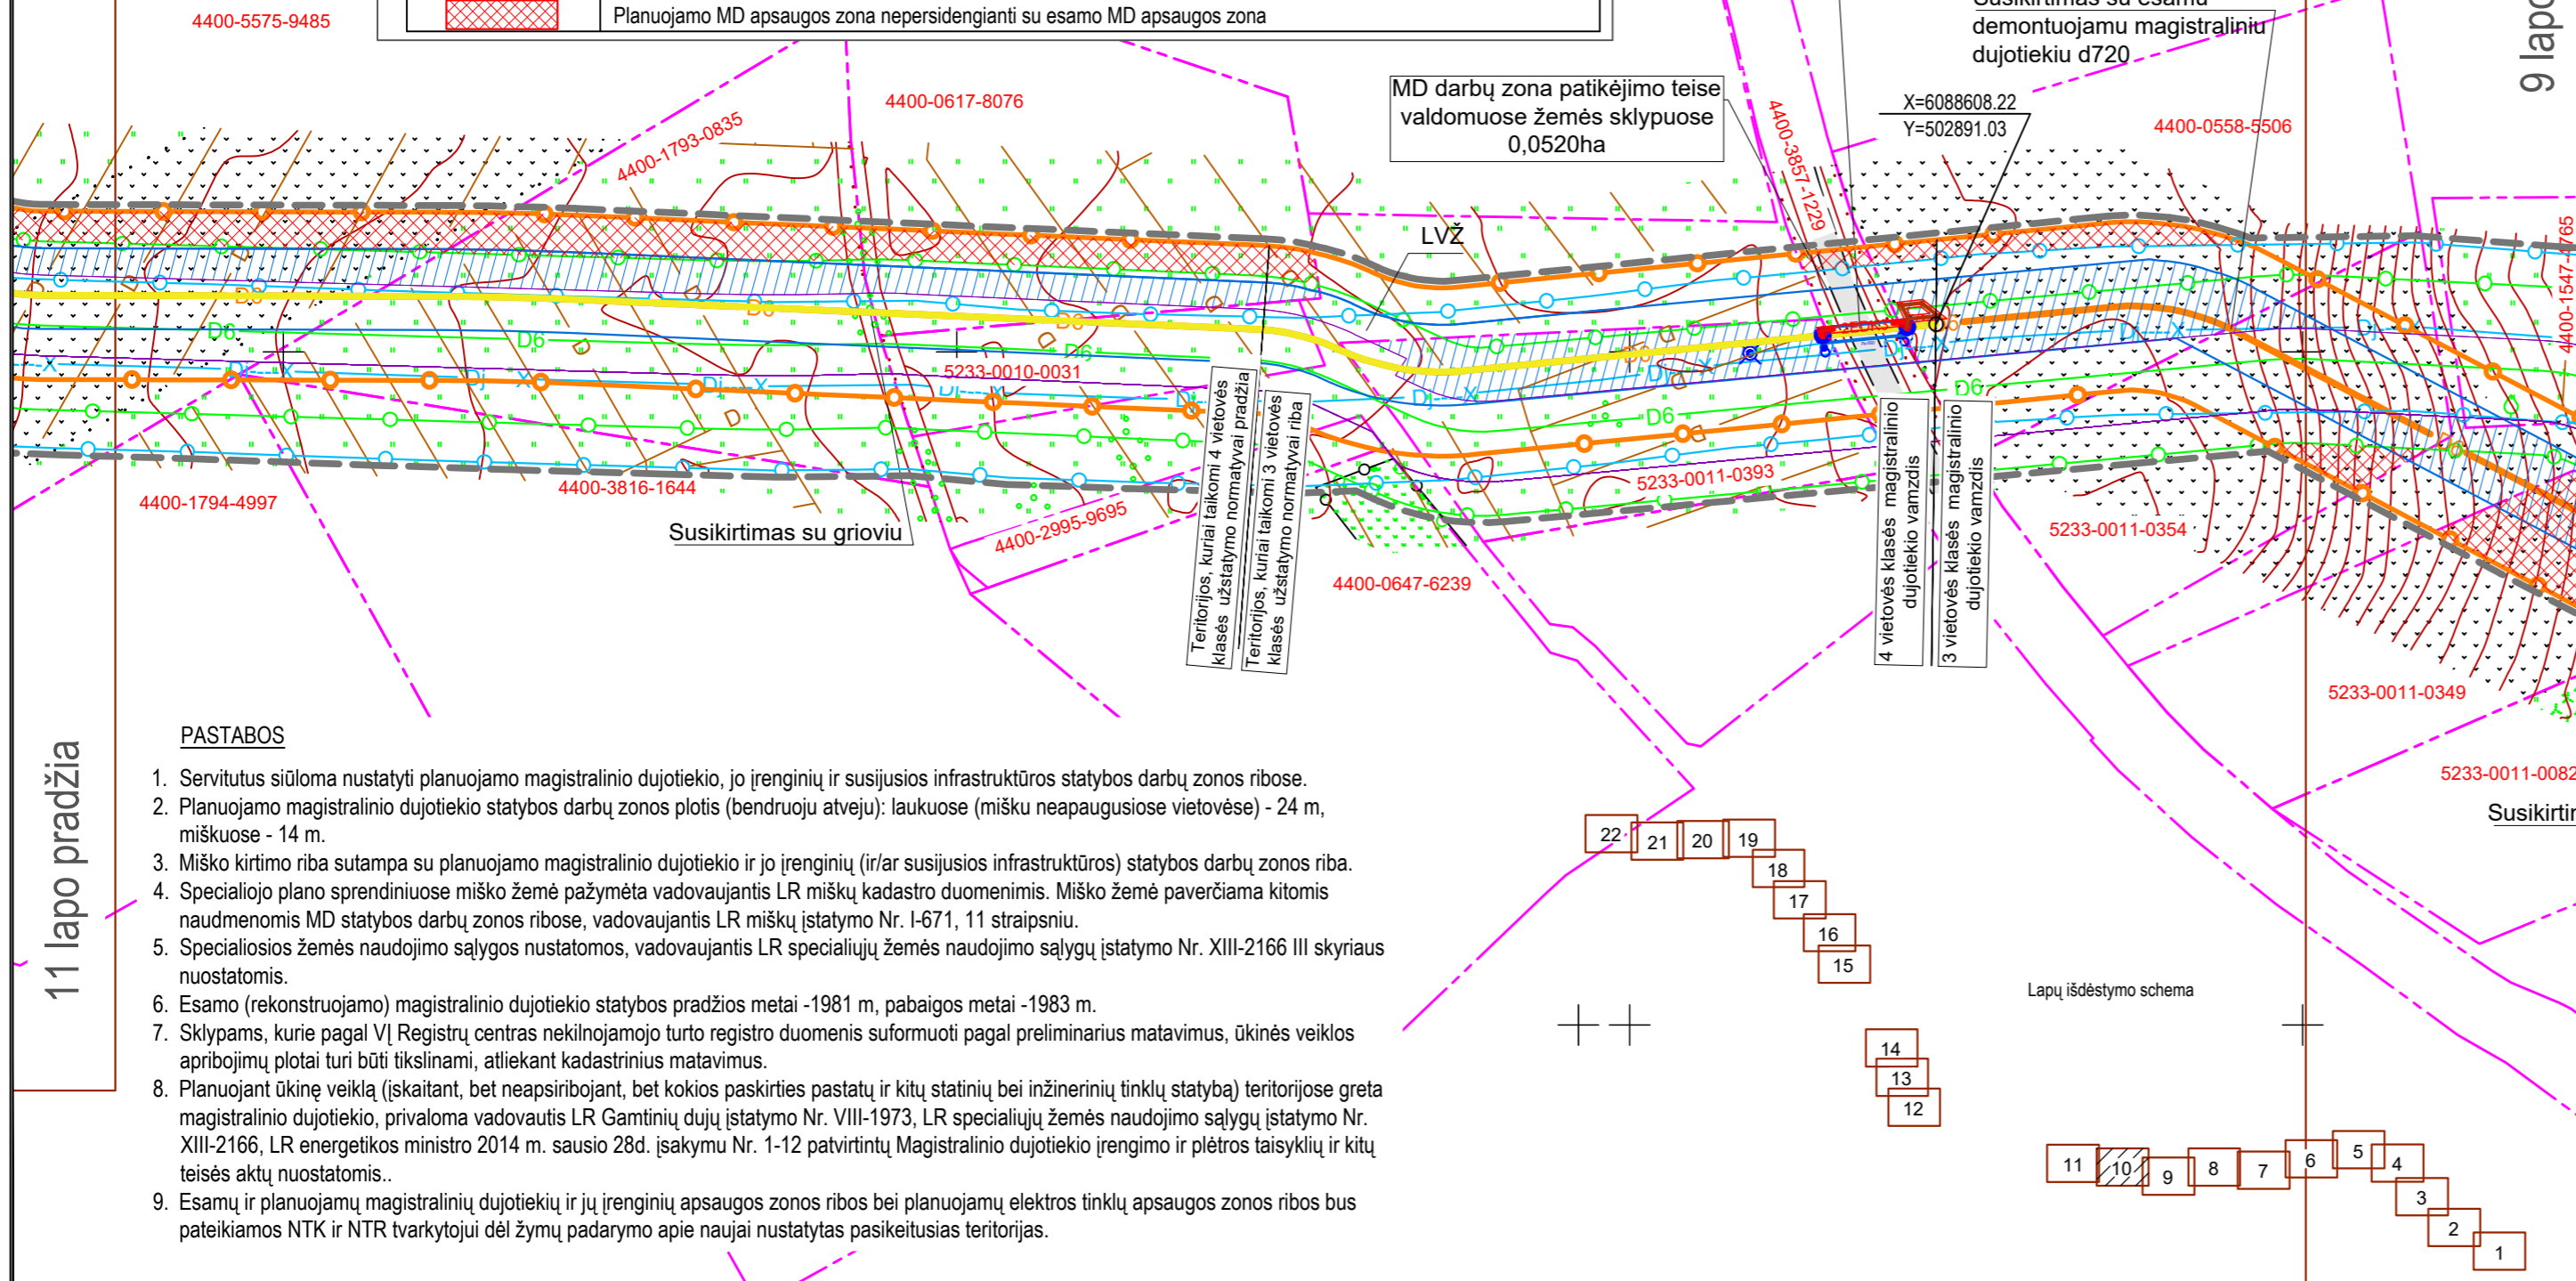 4400-5575-9485
Planuojamo MD apsaugos zona nepersidengianti su esamo MD apsaugos zona
Susikirtimas su esamu
demontuojamu magistraliniu
dujotiekiu d720
9 lapo
MD darbų zona patikėjimo teise
valdomuose žemės sklypuose
0,0520ha
X=6088608.22
Y=502891.03
4400-0617-8076
4400-1793-0835
4400-3857-1229
4400-0558-5506
4400-1547-4765
LVŽ
D6
D6
D6
D6
D6
5233-0010-0031
4400-1794-4997
4400-3816-1644
Susikirtimas su grioviu
4400-2995-9695
Teritorijos, kuriai taikomi 4 vietovės
klasės užstatymo normatyvai pradžia
Teritorijos, kuriai taikomi 3 vietovės
klasės užstatymo normatyvai riba
4400-0647-6239
5233-0011-0393
4 vietovės klasės magistralinio
dujotiekio vamzdis
3 vietovės klasės magistralinio
dujotiekio vamzdis
5233-0011-0354
5233-0011-0349
5233-0011-0082
Susikirtim
11 lapo pradžia
PASTABOS
1. Servitutus siūloma nustatyti planuojamo magistralinio dujotiekio, jo įrenginių ir susijusios infrastruktūros statybos darbų zonos ribose.
2. Planuojamo magistralinio dujotiekio statybos darbų zonos plotis (bendruoju atveju): laukuose (mišku neapaugusiose vietovėse) - 24 m,
miškuose - 14 m.
3. Miško kirtimo riba sutampa su planuojamo magistralinio dujotiekio ir jo įrenginių (ir/ar susijusios infrastruktūros) statybos darbų zonos riba.
4. Specialiojo plano sprendiniuose miško žemė pažymėta vadovaujantis LR miškų kadastro duomenimis. Miško žemė paverčiama kitomis
naudmenomis MD statybos darbų zonos ribose, vadovaujantis LR miškų įstatymo Nr. I-671, 11 straipsniu.
5. Specialiosios žemės naudojimo sąlygos nustatomos, vadovaujantis LR specialiųjų žemės naudojimo sąlygų įstatymo Nr. XIII-2166 III skyriaus
nuostatomis.
6. Esamo (rekonstruojamo) magistralinio dujotiekio statybos pradžios metai -1981 m, pabaigos metai -1983 m.
7. Sklypams, kurie pagal VĮ Registrų centras nekilnojamojo turto registro duomenis suformuoti pagal preliminarius matavimus, ūkinės veiklos
apribojimų plotai turi būti tikslinami, atliekant kadastrinius matavimus.
8. Planuojant ūkinę veiklą (įskaitant, bet neapsiribojant, bet kokios paskirties pastatų ir kitų statinių bei inžinerinių tinklų statybą) teritorijose greta
magistralinio dujotiekio, privaloma vadovautis LR Gamtinių dujų įstatymo Nr. VIII-1973, LR specialiųjų žemės naudojimo sąlygų įstatymo Nr.
XIII-2166, LR energetikos ministro 2014 m. sausio 28d. įsakymu Nr. 1-12 patvirtintų Magistralinio dujotiekio įrengimo ir plėtros taisyklių ir kitų
teisės aktų nuostatomis..
9. Esamų ir planuojamų magistralinių dujotiekių ir jų įrenginių apsaugos zonos ribos bei planuojamų elektros tinklų apsaugos zonos ribos bus
pateikiamos NTK ir NTR tvarkytojui dėl žymų padarymo apie naujai nustatytas pasikeitusias teritorijas.
Lapų išdėstymo schema
22
21
20
19
18
17
16
15
14
13
12
11
10
9
8
7
6
5
4
3
2
1